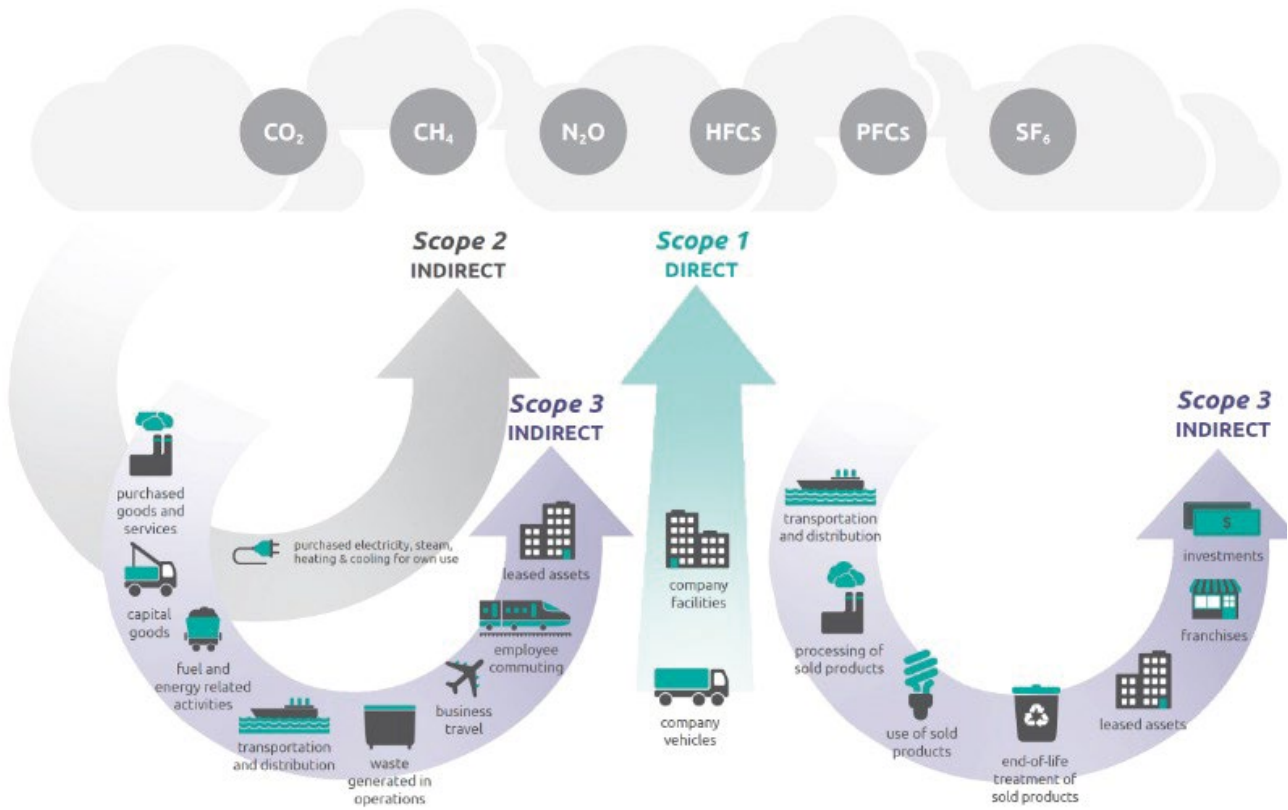 CO₂
CH₄
N₂O
HFCs
PFCs
SF₆
Scope 2
INDIRECT
Scope 1
DIRECT
Scope 3
INDIRECT
Scope 3
INDIRECT
purchased
goods and
services
capital
goods
fuel and
energy related
activities
transportation
and distribution
waste
generated in
operations
business
travel
employee
commuting
leased assets
purchased electricity, steam,
heating & cooling for own use
company
facilities
company
vehicles
transportation
and distribution
processing of
sold products
use of sold
products
end-of-life
treatment of
sold products
leased assets
franchises
$
investments